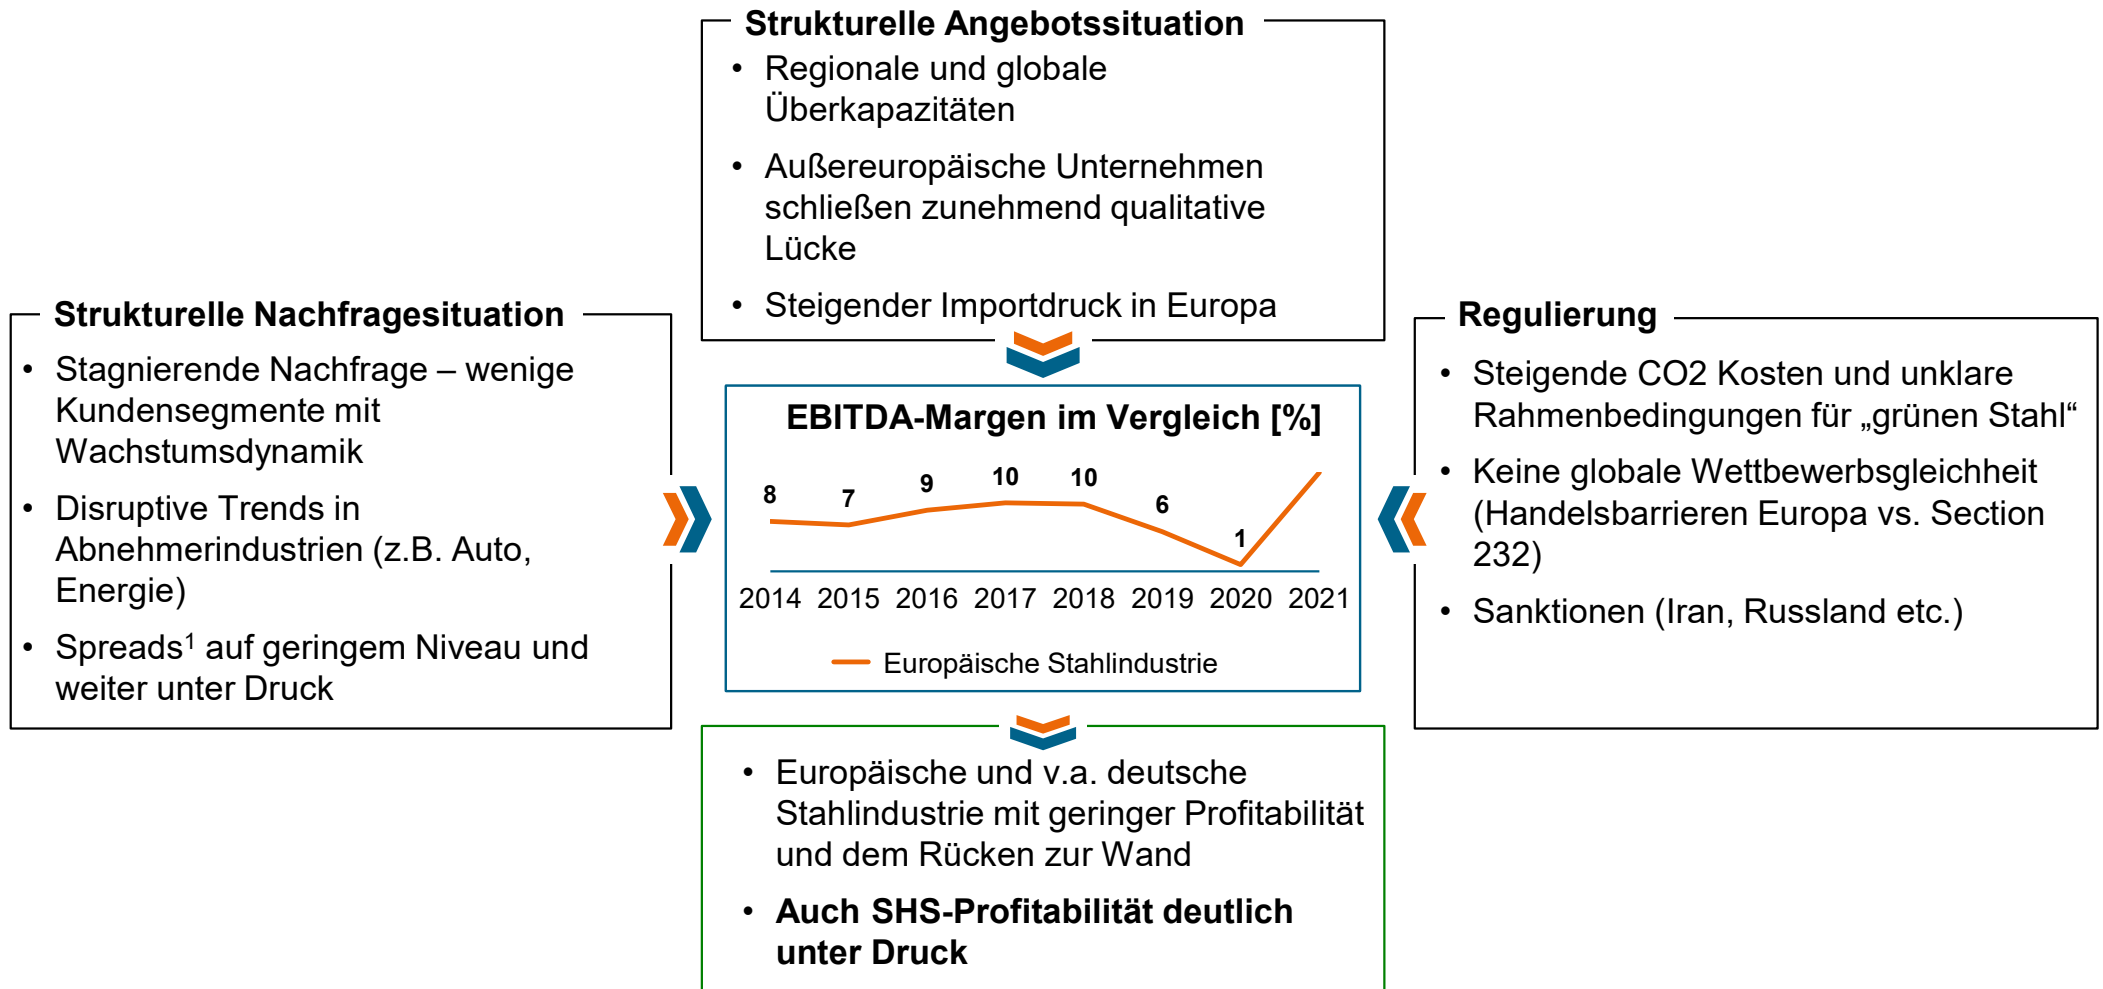 Strukturelle Angebotssituation
• Regionale und globale
Überkapazitäten
• Außereuropäische Unternehmen
schließen zunehmend qualitative
Lücke
• Steigender Importdruck in Europa
Strukturelle Nachfragesituation
• Stagnierende Nachfrage – wenige
Kundensegmente mit
Wachstumsdynamik
• Disruptive Trends in
Abnehmerindustrien (z.B. Auto,
Energie)
• Spreads¹ auf geringem Niveau und
weiter unter Druck
EBITDA-Margen im Vergleich [%]
8 7 9 10 10 6 1
2014 2015 2016 2017 2018 2019 2020 2021
Europäische Stahlindustrie
Regulierung
• Steigende CO2 Kosten und unklare
Rahmenbedingungen für „grünen Stahl“
• Keine globale Wettbewerbsgleichheit
(Handelsbarrieren Europa vs. Section
232)
• Sanktionen (Iran, Russland etc.)
• Europäische und v.a. deutsche
Stahlindustrie mit geringer Profitabilität
und dem Rücken zur Wand
• Auch SHS-Profitabilität deutlich
unter Druck